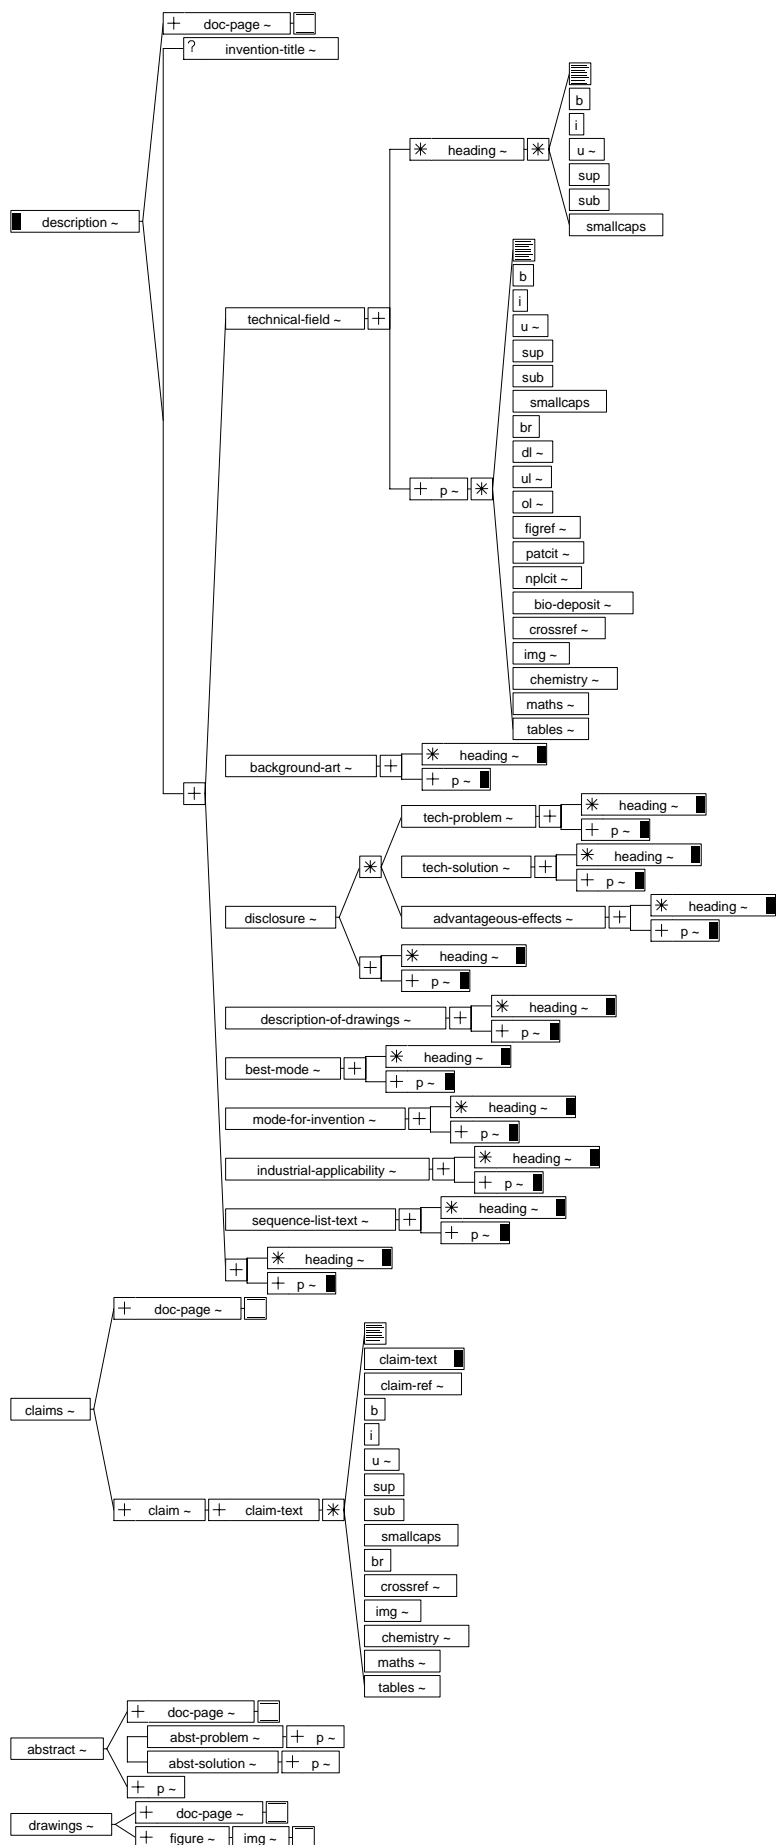 + doc-page ~
? invention-title ~
b
i
* heading ~ *
u ~
sup
sub
description ~
smallcaps
b
i
technical-field ~ +
u ~
sup
sub
smallcaps
br
dl ~
ul ~
+ p ~ *
ol ~
figref ~
patcit ~
nplcit ~
bio-deposit ~
crossref ~
img ~
chemistry ~
maths ~
tables ~
* heading ~
background-art ~ +
+ p ~
+
* heading ~
tech-problem ~ +
+ p ~
* heading ~
*
tech-solution ~ +
+ p ~
* heading ~
disclosure ~
advantageous-effects ~ +
+ p ~
* heading ~
+
+ p ~
* heading ~
description-of-drawings ~ +
+ p ~
* heading ~
best-mode ~ +
+ p ~
* heading ~
mode-for-invention ~ +
+ p ~
* heading ~
industrial-applicability ~ +
+ p ~
* heading ~
sequence-list-text ~ +
+ p ~
* heading ~
+
+ p ~
+ doc-page ~
claim-text
claim-ref ~
claims ~
b
i
u ~
sup
+ claim ~ + claim-text *
sub
smallcaps
br
crossref ~
img ~
chemistry ~
maths ~
tables ~
+ doc-page ~
abst-problem ~ + p ~
abstract ~
abst-solution ~ + p ~
+ p ~
+ doc-page ~
drawings ~
+ figure ~ img ~